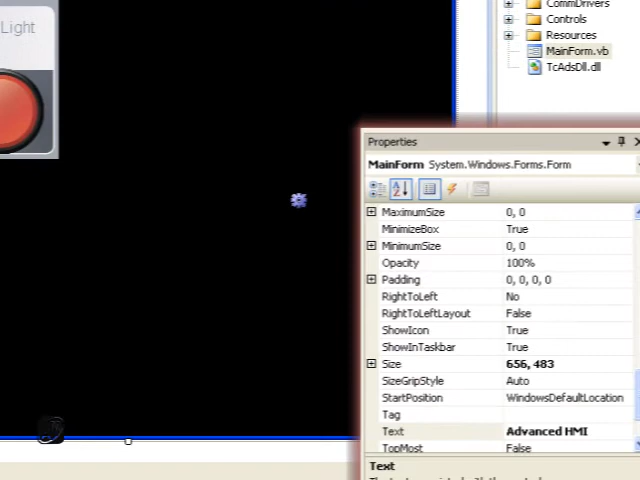 Light
CommDrivers
Controls
Resources
MainForm.vb
TcAdsDll.dll
Properties
MainForm System.Windows.Forms.Form
MaximumSize 0, 0
MinimizeBox True
MinimumSize 0, 0
Opacity 100%
Padding 0, 0, 0, 0
RightToLeft No
RightToLeftLayout False
ShowIcon True
ShowInTaskbar True
Size 656, 483
SizeGripStyle Auto
StartPosition WindowsDefaultLocation
Tag
Text Advanced HMI
TopMost False
Text